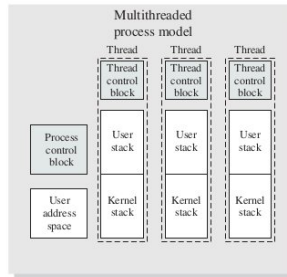 Multithreaded
process model
Thread
Thread
Thread
Thread
control
block
Thread
control
block
Thread
control
block
Process
control
block
User
stack
User
stack
User
stack
User
address
space
Kernel
stack
Kernel
stack
Kernel
stack